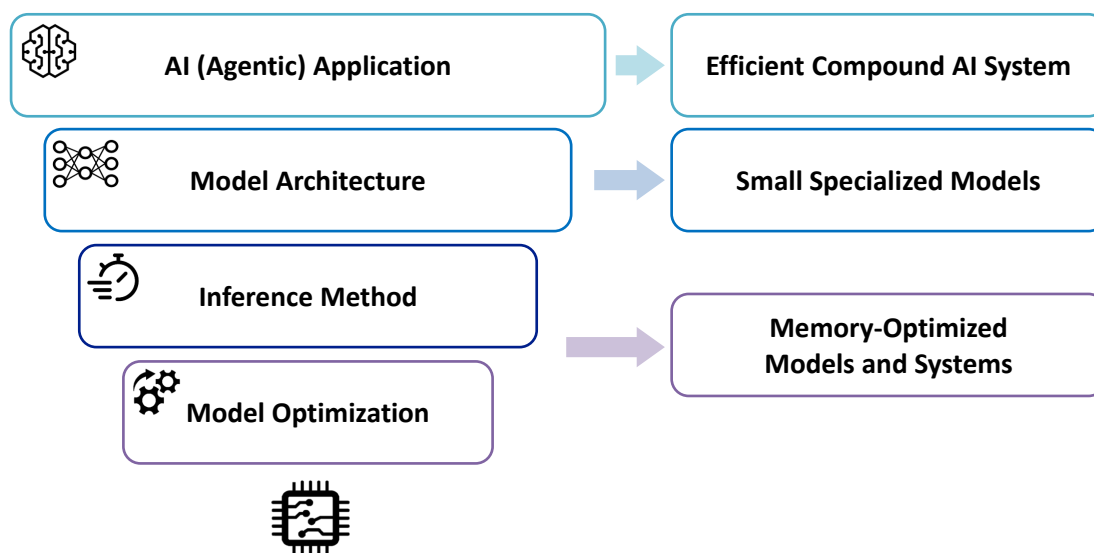 AI (Agentic) Application
Efficient Compound AI System
Model Architecture
Small Specialized Models
Inference Method
Memory-Optimized
Models and Systems
Model Optimization